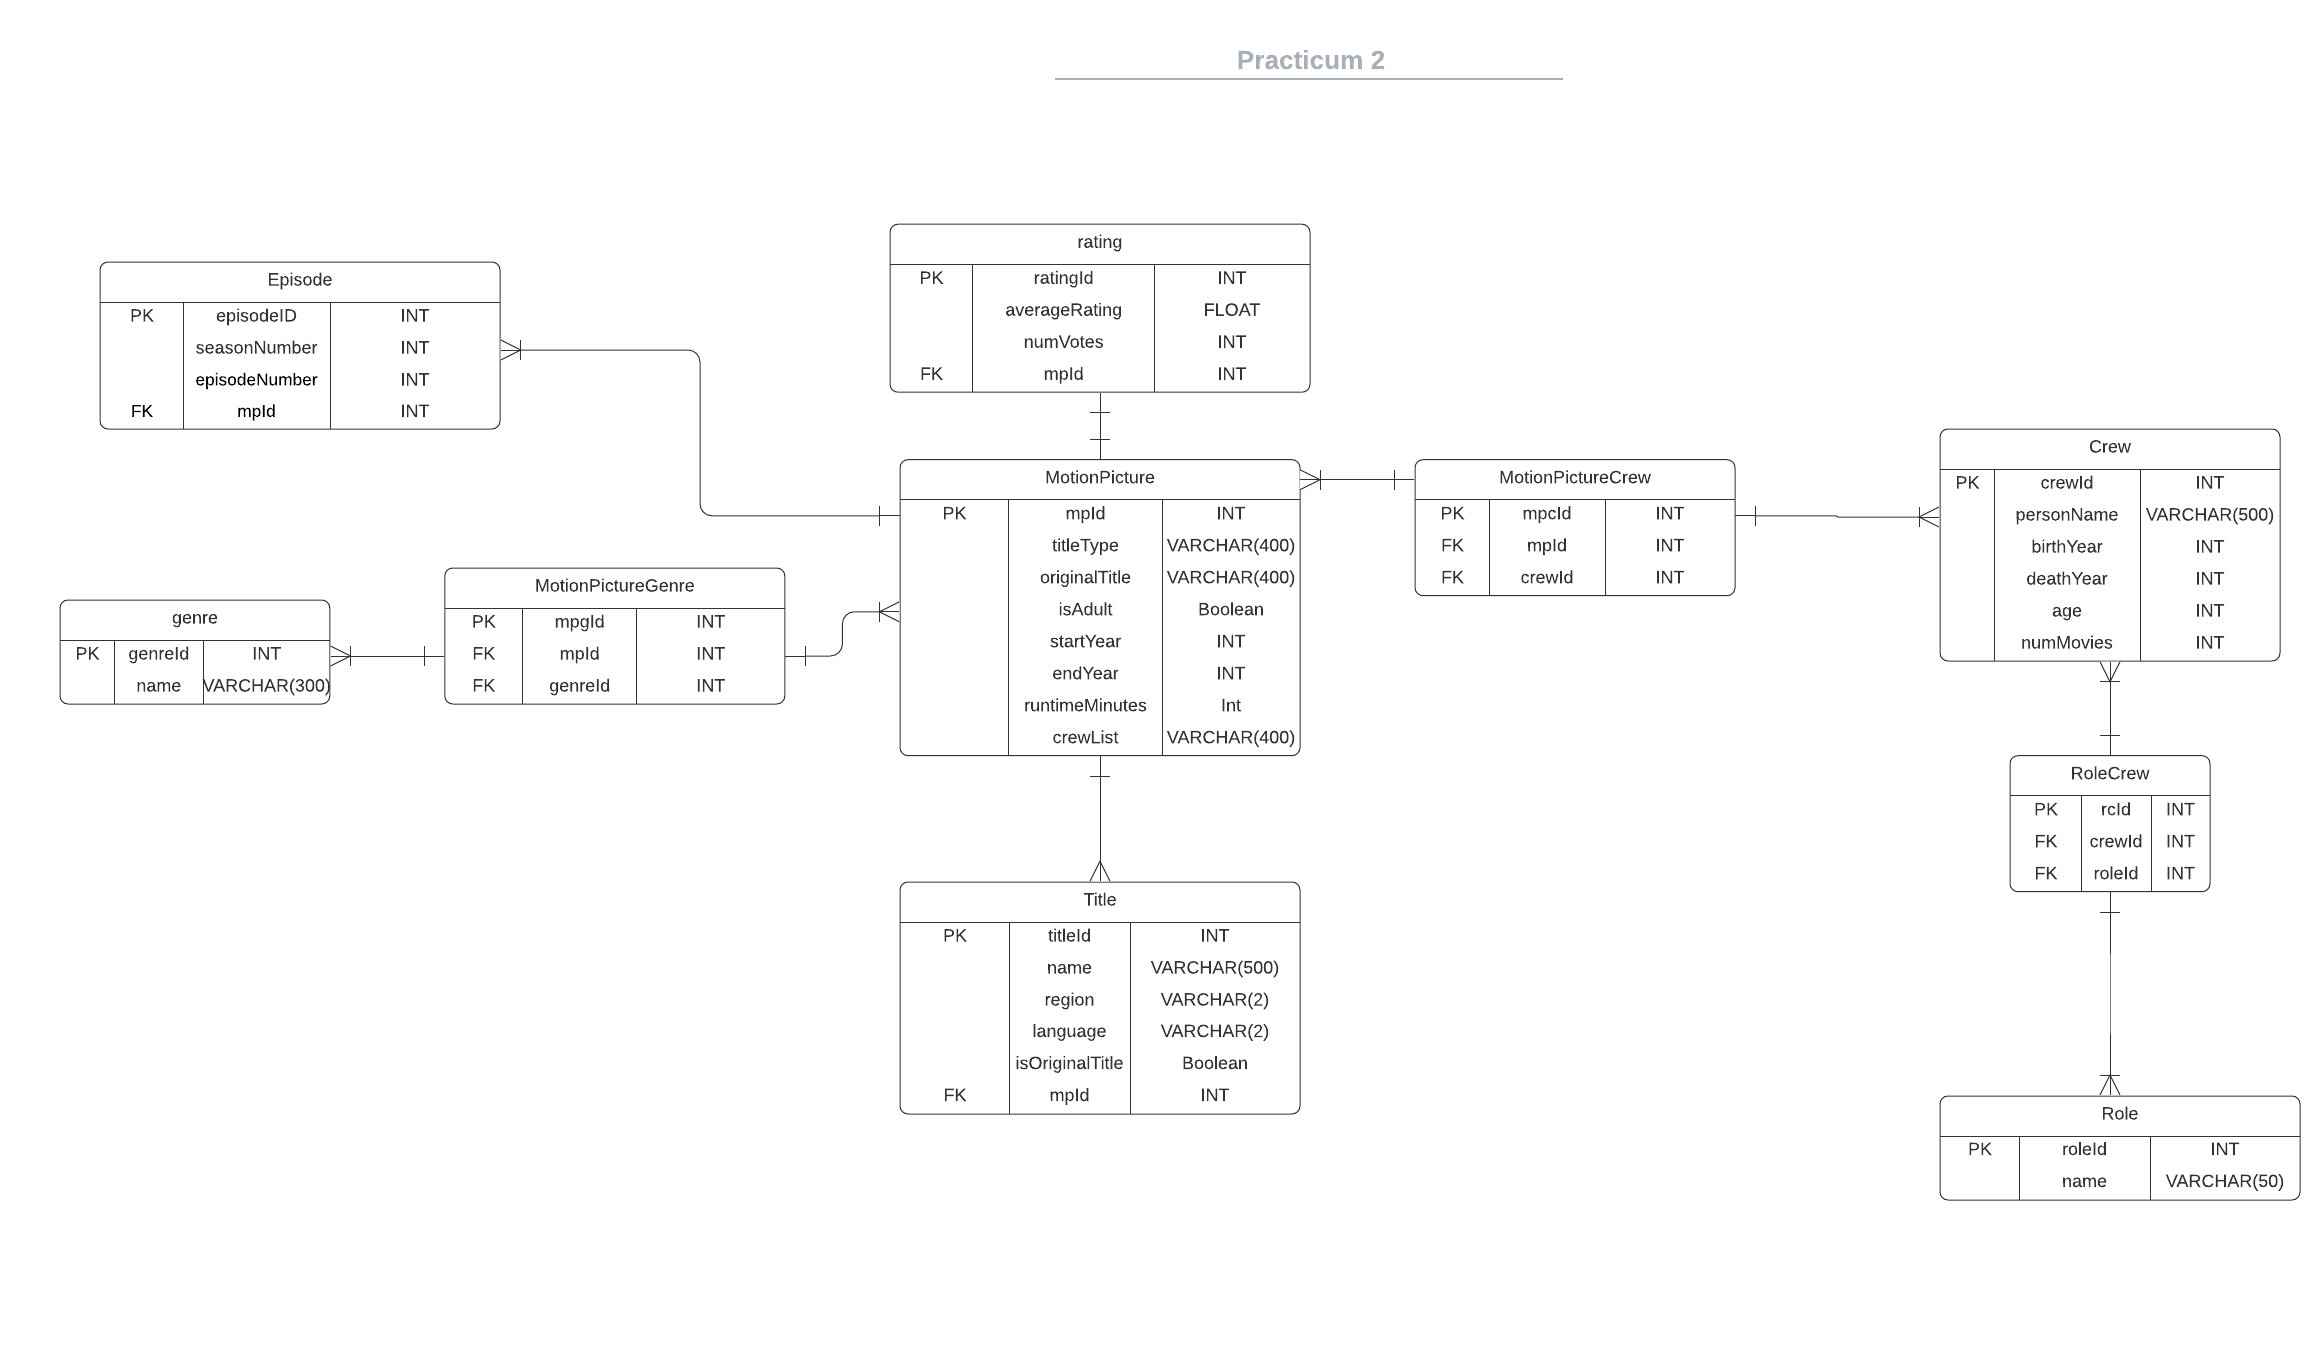 Practicum 2
rating
PK ratingId INT
averageRating FLOAT
numVotes INT
FK mpId INT
Episode
PK episodeID INT
seasonNumber INT
episodeNumber INT
FK mpId INT
MotionPicture
PK mpId INT
titleType VARCHAR(400)
originalTitle VARCHAR(400)
isAdult Boolean
startYear INT
endYear INT
runtimeMinutes Int
crewList VARCHAR(400)
MotionPictureCrew
PK mpcId INT
FK mpId INT
FK crewId INT
Crew
PK crewId INT
personName VARCHAR(500)
birthYear INT
deathYear INT
age INT
numMovies INT
genre
PK genreId INT
name VARCHAR(300)
MotionPictureGenre
PK mpgId INT
FK mpId INT
FK genreId INT
RoleCrew
PK rcId INT
FK crewId INT
FK roleId INT
Title
PK titleId INT
name VARCHAR(500)
region VARCHAR(2)
language VARCHAR(2)
isOriginalTitle Boolean
FK mpId INT
Role
PK roleId INT
name VARCHAR(50)